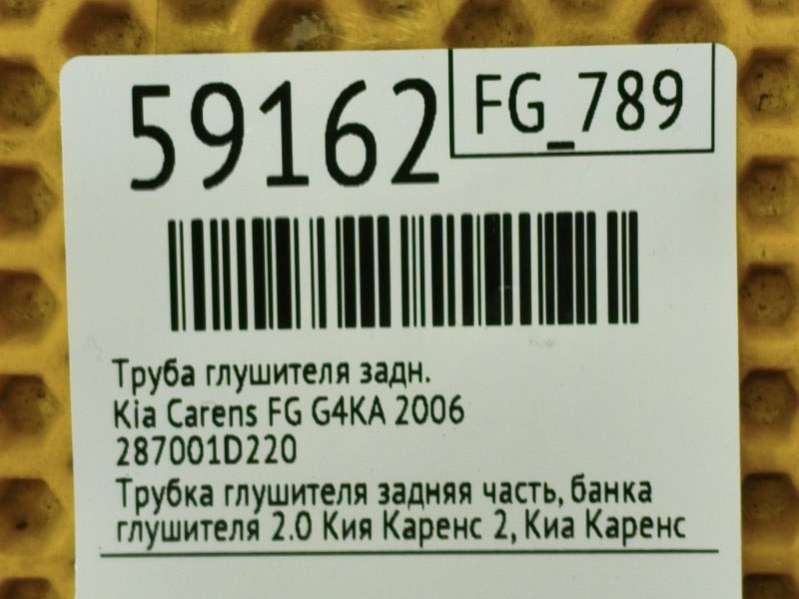 59162
FG_789
Труба глушителя задн.
Kia Carens FG G4KA 2006
287001D220
Трубка глушителя задняя часть, банка
глушителя 2.0 Кия Каренс 2, Киа Каренс